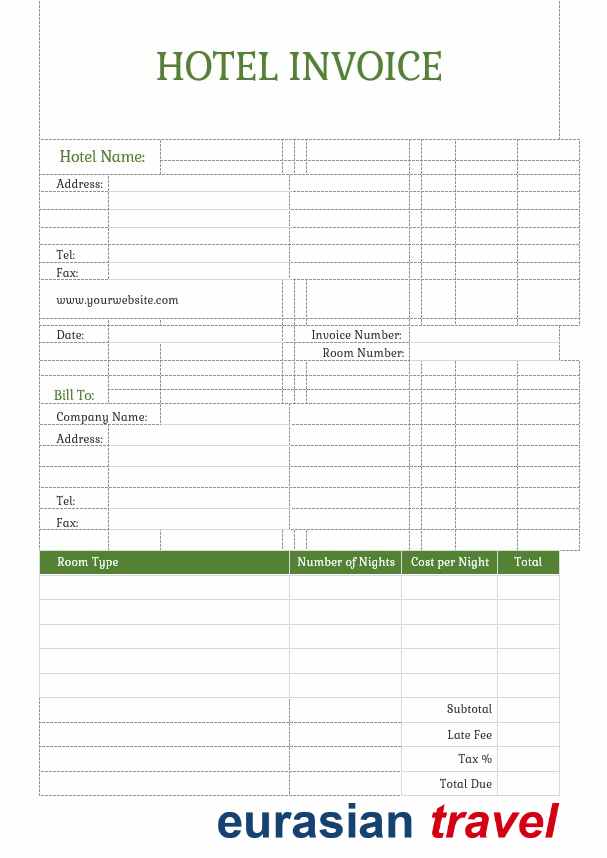 HOTEL INVOICE
Hotel Name:
Address:
Tel:
Fax:
www.yourwebsite.com
Date: Invoice Number:
Room Number:
Bill To:
Company Name:
Address:
Tel:
Fax:
Room Type Number of Nights Cost per Night Total
Subtotal
Late Fee
Tax %
Total Due
eurasian travel